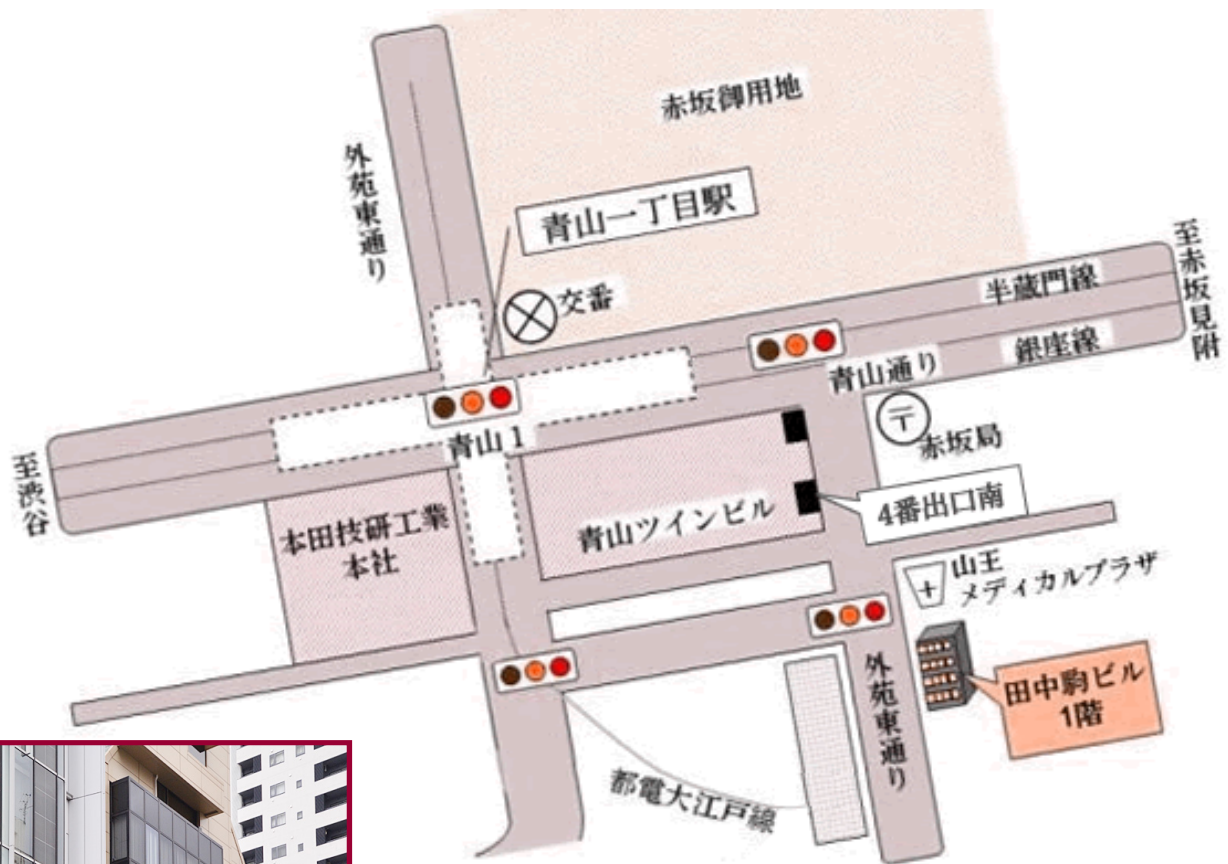 赤坂御用地
外苑東通り
青山一丁目駅
交番
至赤坂見附
半蔵門線
銀座線
青山通り
〒
赤坂局
青山1
至渋谷
本田技研工業
本社
青山ツインビル
4番出口南
山王
メディカルプラザ
田中駒ビル
1階
外苑東通り
都電大江戸線